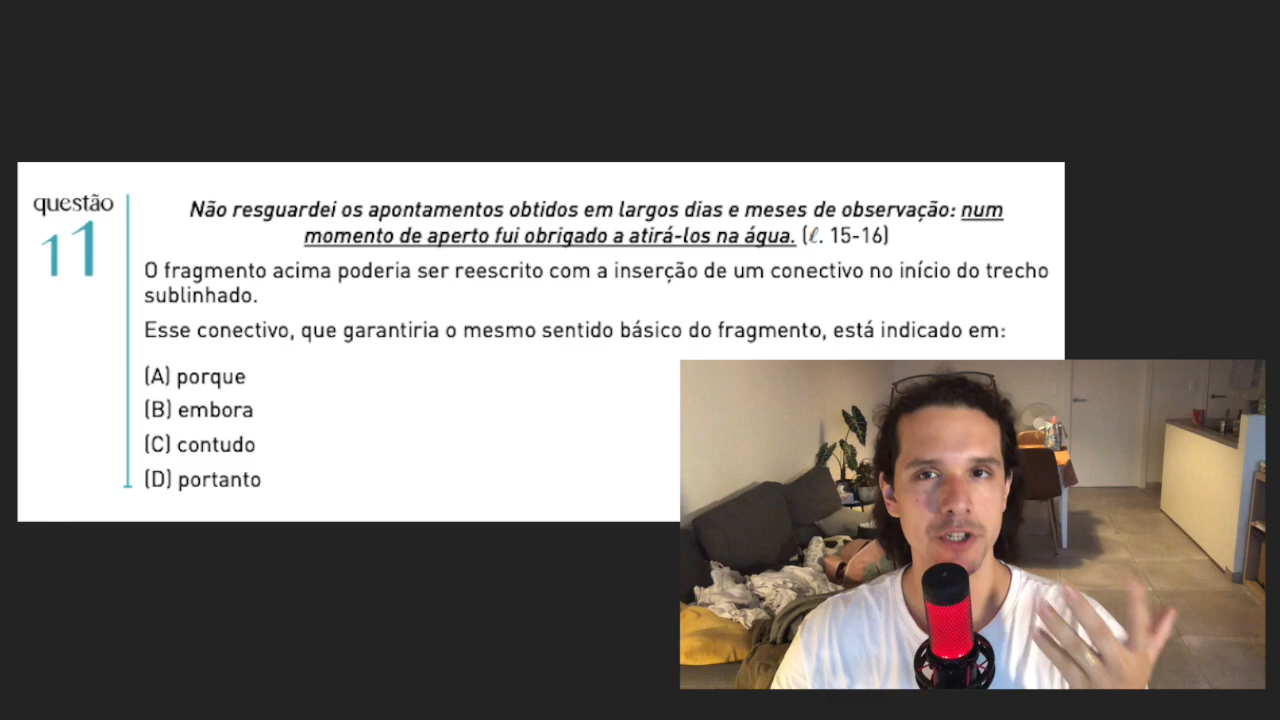 questão
11
Não resguardei os apontamentos obtidos em largos dias e meses de observação: num
momento de aperto fui obrigado a atirá-los na água. (ℓ. 15-16)
O fragmento acima poderia ser reescrito com a inserção de um conectivo no início do trecho
sublinhado.
Esse conectivo, que garantiria o mesmo sentido básico do fragmento, está indicado em:
(A) porque
(B) embora
(C) contudo
(D) portanto